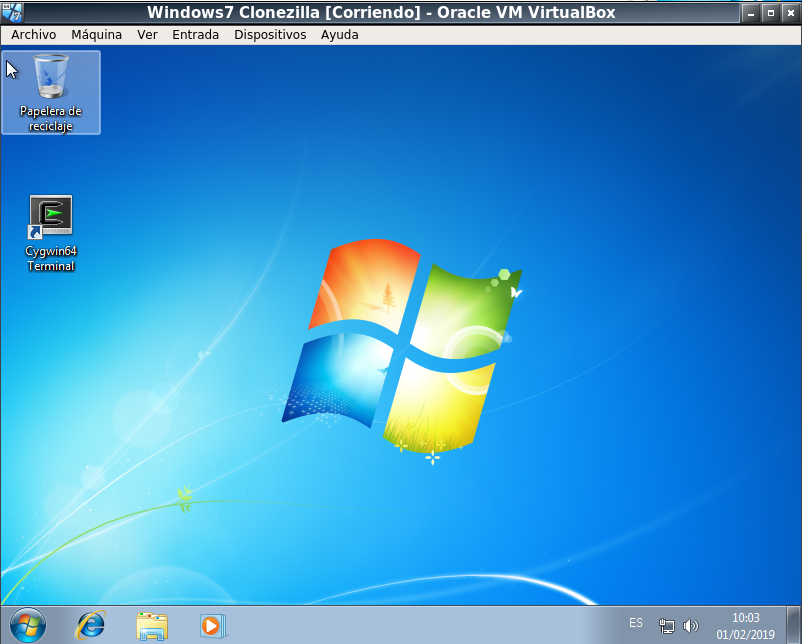 Windows7 Clonezilla [Corriendo] - Oracle VM VirtualBox
Archivo Máquina Ver Entrada Dispositivos Ayuda
Papelera de
reciclaje
Cygwin64
Terminal
ES
10:03
01/02/2019